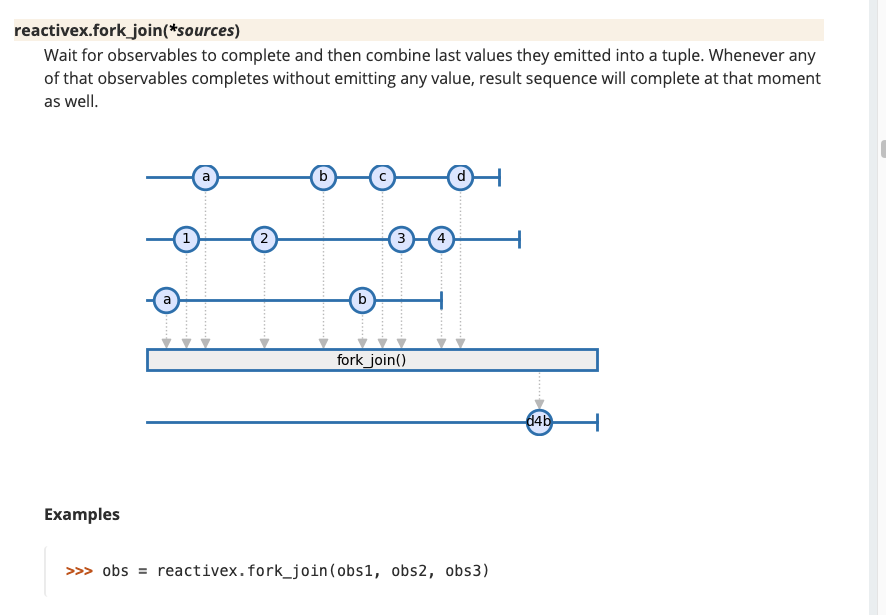 reactivex.fork_join(*sources)
Wait for observables to complete and then combine last values they emitted into a tuple. Whenever any
of that observables completes without emitting any value, result sequence will complete at that moment
as well.
a b c d
1 2 3 4
a b
fork_join()
d4b
Examples
>>> obs = reactivex.fork_join(obs1, obs2, obs3)